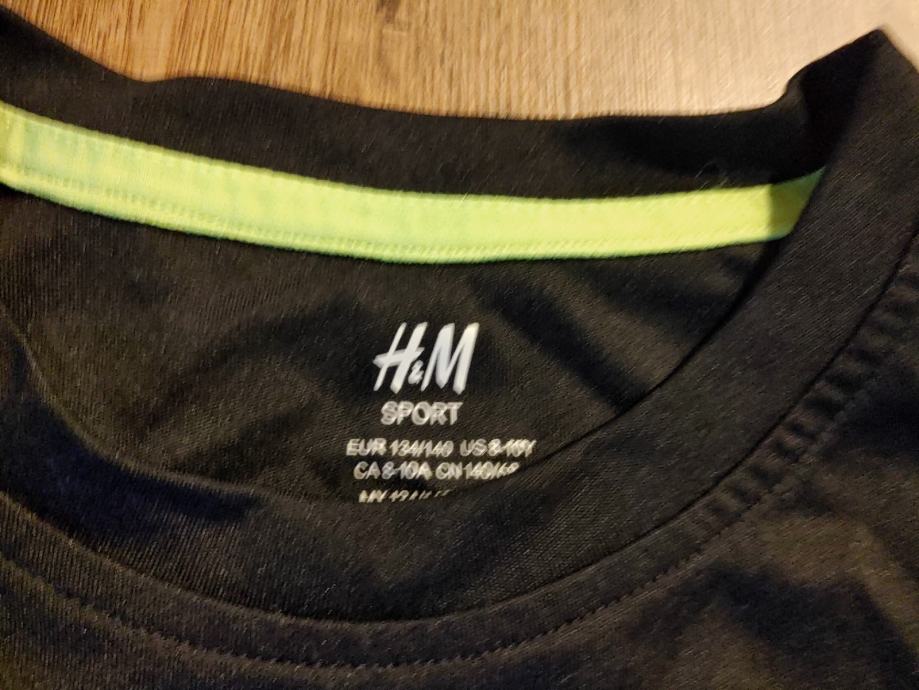 H&M
SPORT
EUR 134/140 US 8-10Y
CA 8-10A CN 140/68